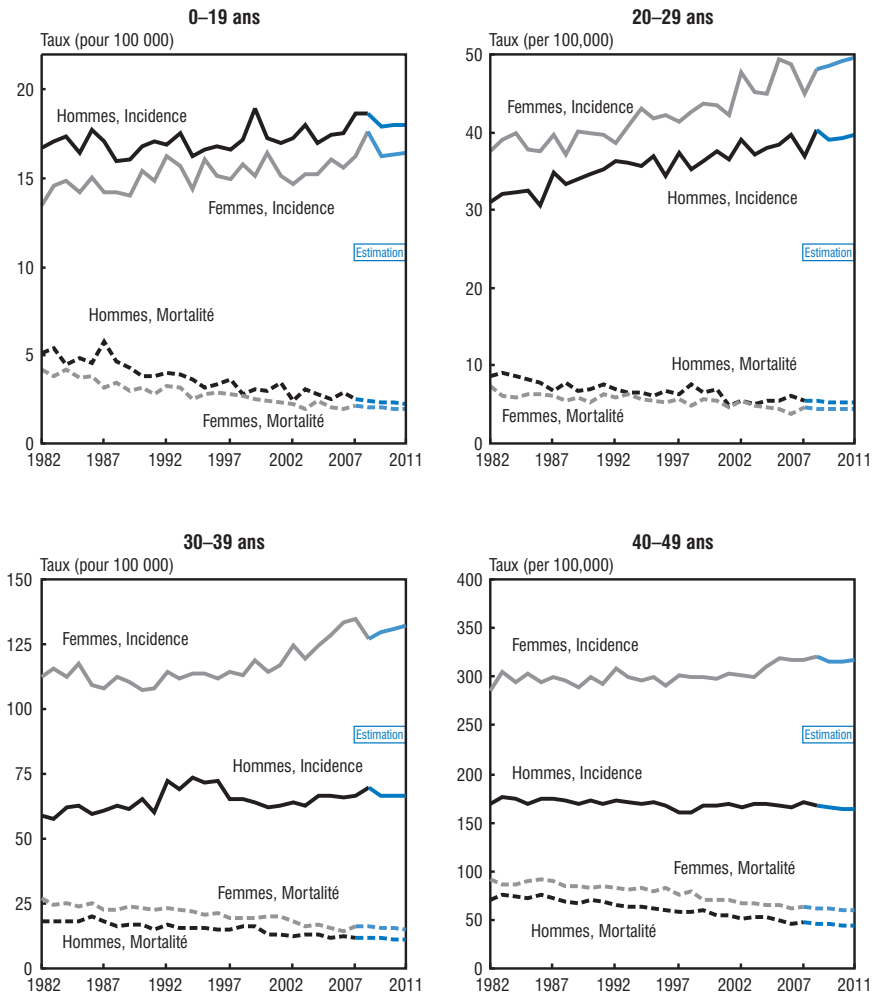 0–19 ans
Taux (pour 100 000)
20
15
10
5
0
Hommes, Incidence
Femmes, Incidence
Estimation
Hommes, Mortalité
Femmes, Mortalité
1982 1987 1992 1997 2002 2007 2011
20–29 ans
Taux (per 100,000)
50
40
30
20
10
0
Femmes, Incidence
Hommes, Incidence
Estimation
Hommes, Mortalité
Femmes, Mortalité
1982 1987 1992 1997 2002 2007 2011
30–39 ans
Taux (pour 100 000)
150
125
100
75
50
25
0
Femmes, Incidence
Estimation
Hommes, Incidence
Femmes, Mortalité
Hommes, Mortalité
1982 1987 1992 1997 2002 2007 2011
40–49 ans
Taux (per 100,000)
400
350
300
250
200
150
100
50
0
Femmes, Incidence
Estimation
Hommes, Incidence
Femmes, Mortalité
Hommes, Mortalité
1982 1987 1992 1997 2002 2007 2011